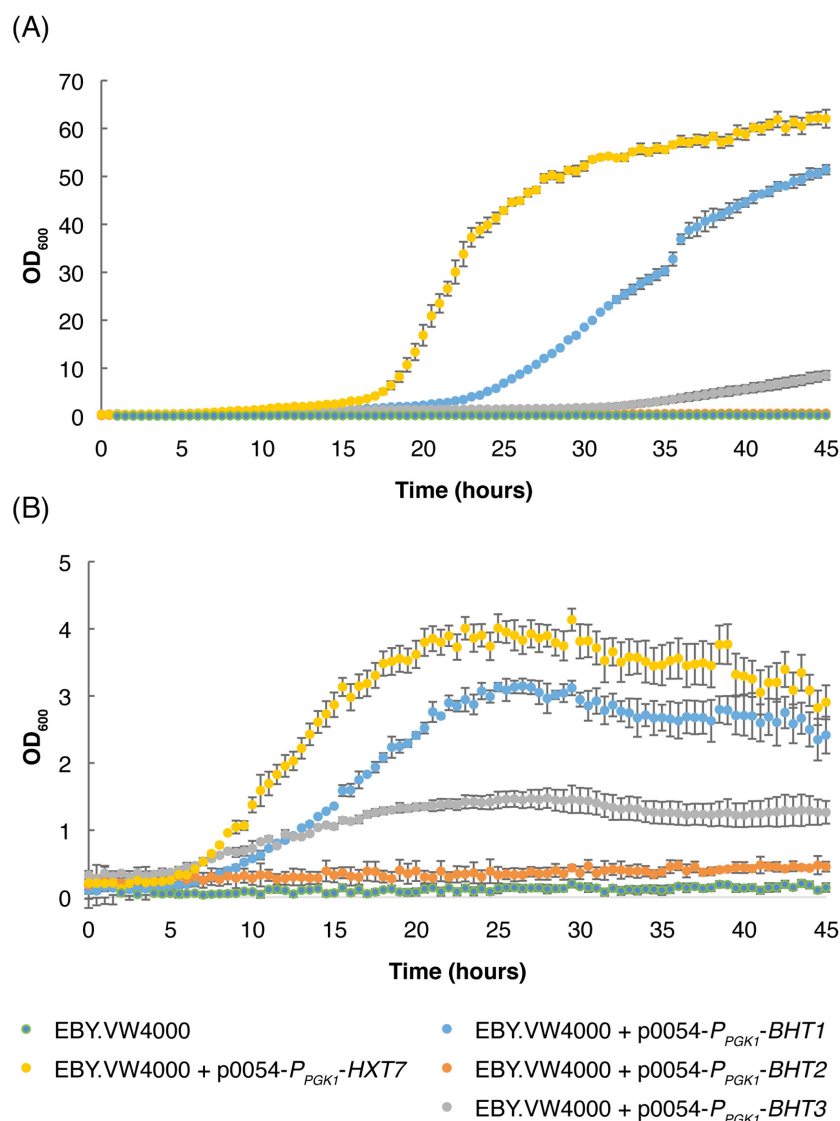 (A)
70
60
50
40
30
20
10
0
OD600
0 5 10 15 20 25 30 35 40 45
Time (hours)
(B)
5
4
3
2
1
0
OD600
0 5 10 15 20 25 30 35 40 45
Time (hours)
EBY.VW4000
EBY.VW4000 + p0054-PPGK1-HXT7
EBY.VW4000 + p0054-PPGK1-BHT1
EBY.VW4000 + p0054-PPGK1-BHT2
EBY.VW4000 + p0054-PPGK1-BHT3